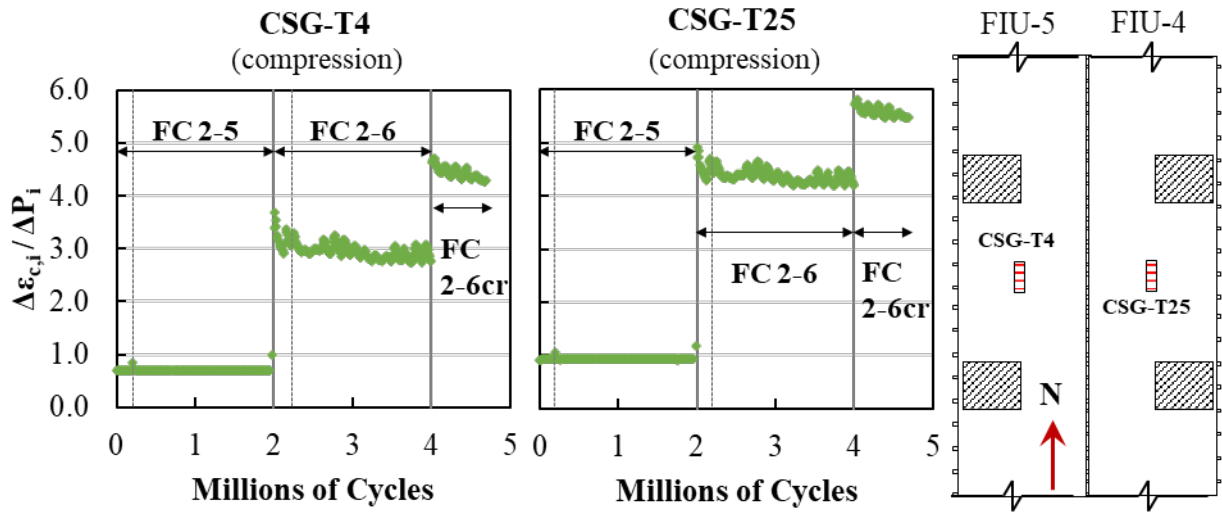 CSG-T4
(compression)
Δε_c,i / ΔP_i
6.0
5.0
4.0
3.0
2.0
1.0
0.0
FC 2-5
FC 2-6
FC
2-6cr
0 1 2 3 4 5
Millions of Cycles
CSG-T25
(compression)
FC 2-5
FC 2-6
FC
2-6cr
0 1 2 3 4 5
Millions of Cycles
FIU-5 FIU-4
CSG-T4
CSG-T25
N